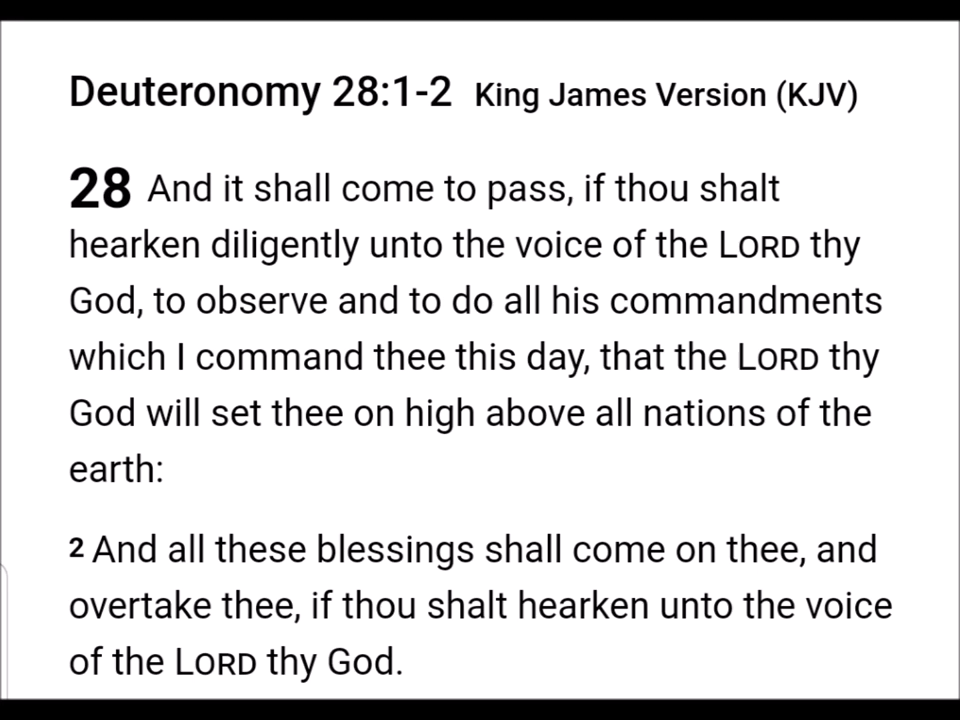 Deuteronomy 28:1-2 King James Version (KJV)
28 And it shall come to pass, if thou shalt
hearken diligently unto the voice of the LORD thy
God, to observe and to do all his commandments
which I command thee this day, that the LORD thy
God will set thee on high above all nations of the
earth:
2 And all these blessings shall come on thee, and
overtake thee, if thou shalt hearken unto the voice
of the LORD thy God.